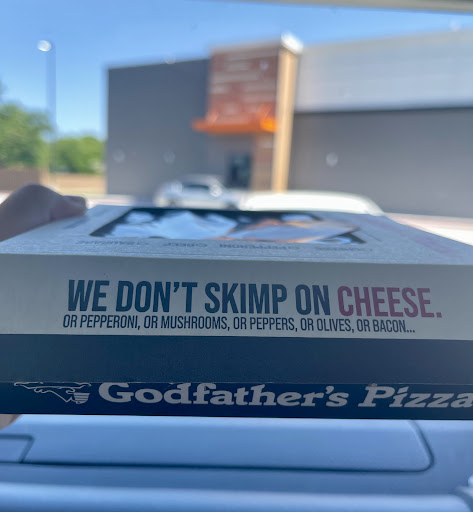 WE DON'T SKIMP ON CHEESE.
OR PEPPERONI, OR MUSHROOMS, OR PEPPERS, OR OLIVES, OR BACON...
Godfather's Pizza